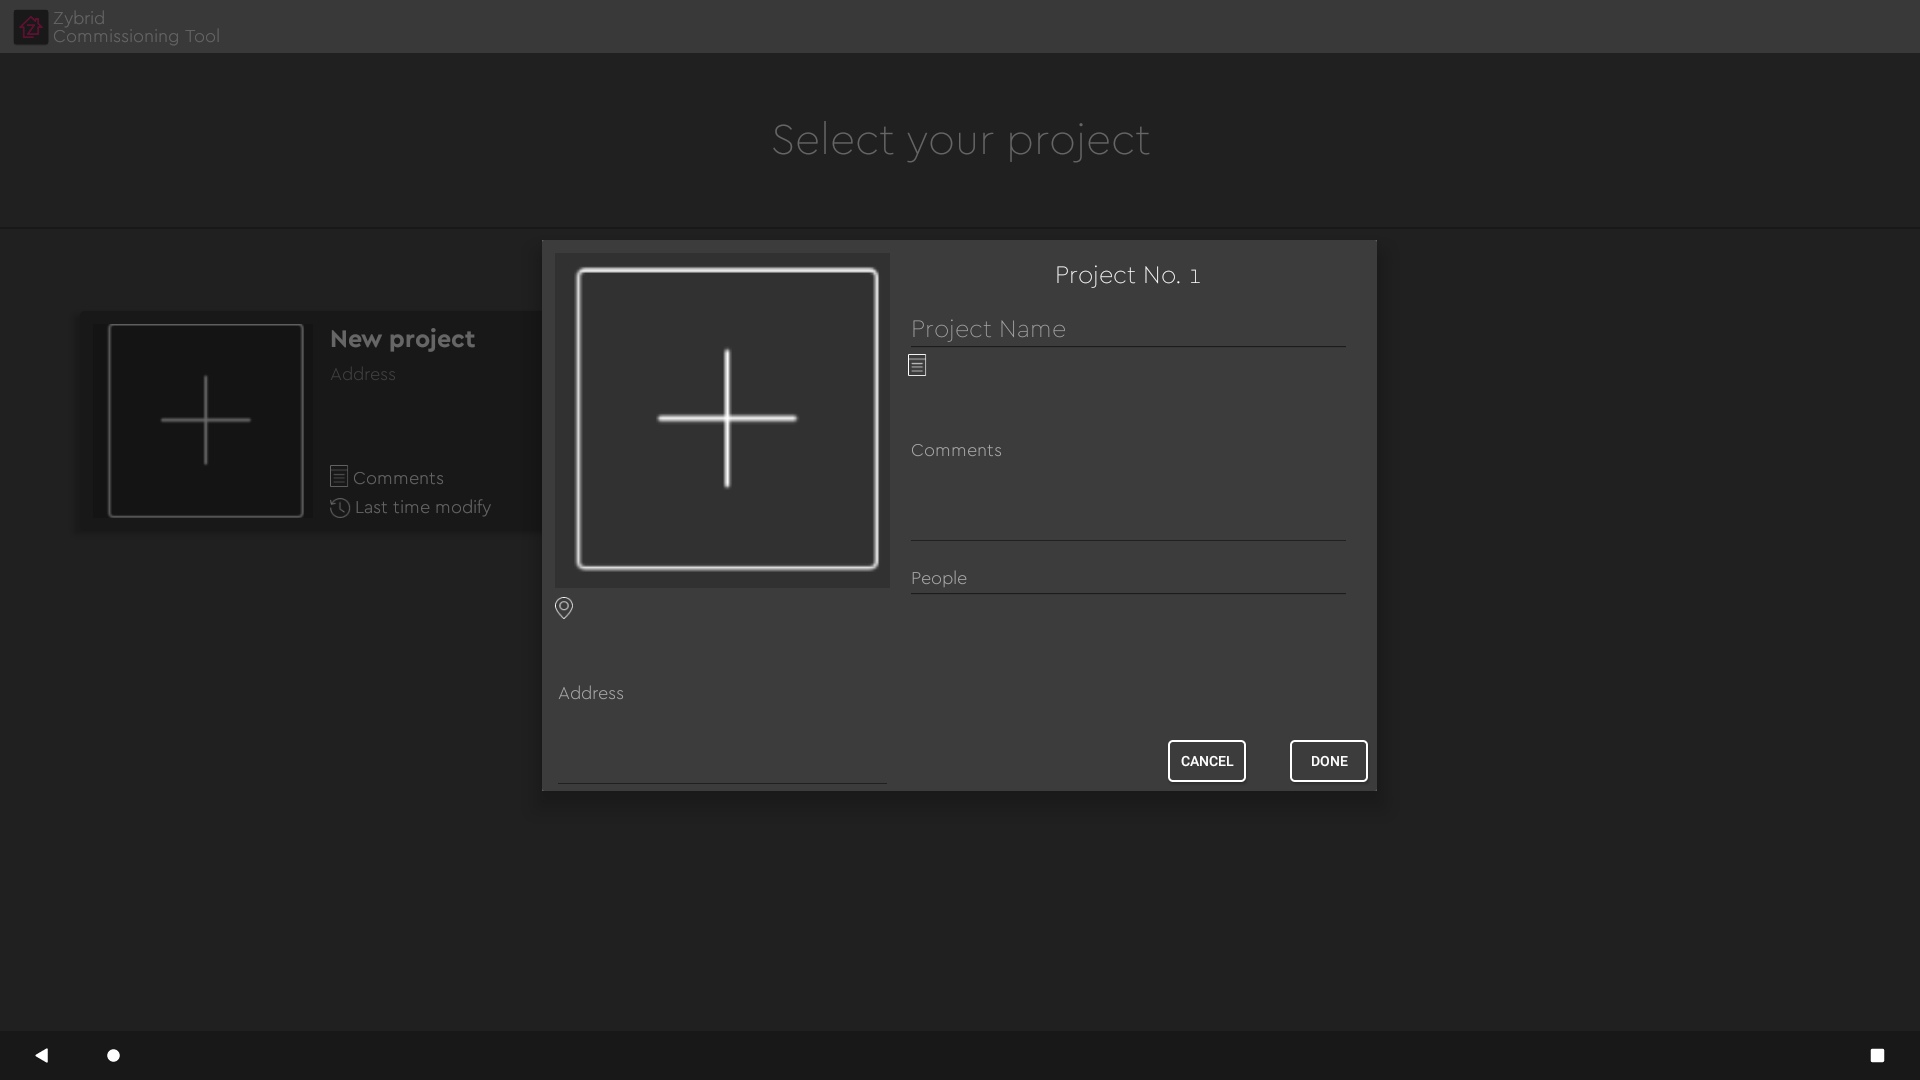 Zybrid
Commissioning Tool
Select your project
New project
Address
Comments
Last time modify
Project No. 1
Project Name
Comments
People
Address
CANCEL
DONE